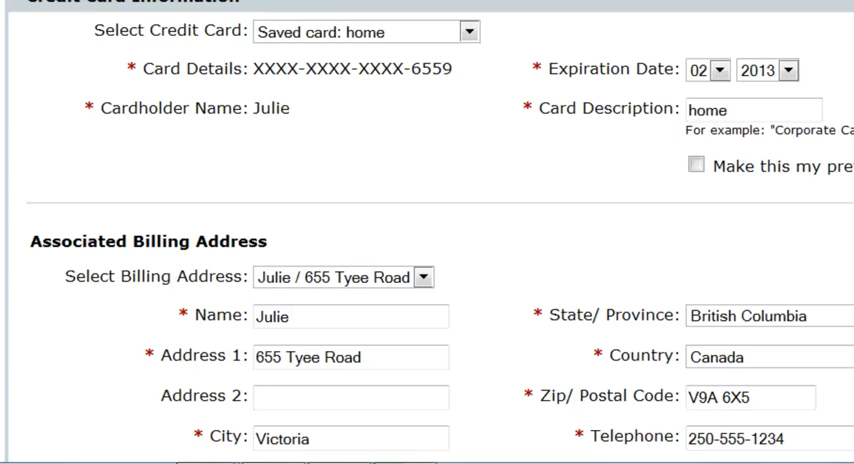 Credit Card Information
Select Credit Card: Saved card: home
* Card Details: XXXX-XXXX-XXXX-6559 * Expiration Date: 02 2013
* Cardholder Name: Julie * Card Description: home
For example: "Corporate Ca
Make this my pre
Associated Billing Address
Select Billing Address: Julie / 655 Tyee Road
* Name: Julie * State/ Province: British Columbia
* Address 1: 655 Tyee Road * Country: Canada
Address 2: * Zip/ Postal Code: V9A 6X5
* City: Victoria * Telephone: 250-555-1234